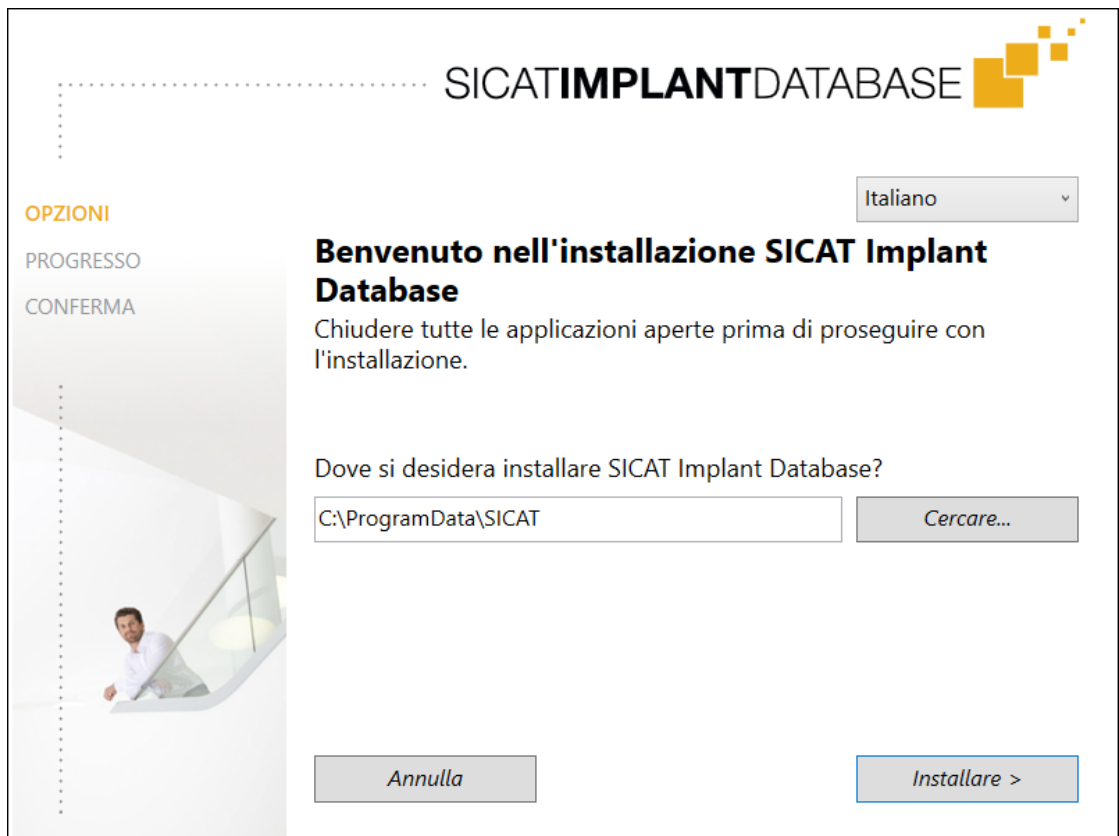 SICATIMPLANTDATABASE
Italiano
OPZIONI
PROGRESSO
CONFERMA
Benvenuto nell'installazione SICAT Implant
Database
Chiudere tutte le applicazioni aperte prima di proseguire con
l'installazione.
Dove si desidera installare SICAT Implant Database?
C:\ProgramData\SICAT
Cercare...
Annulla
Installare >